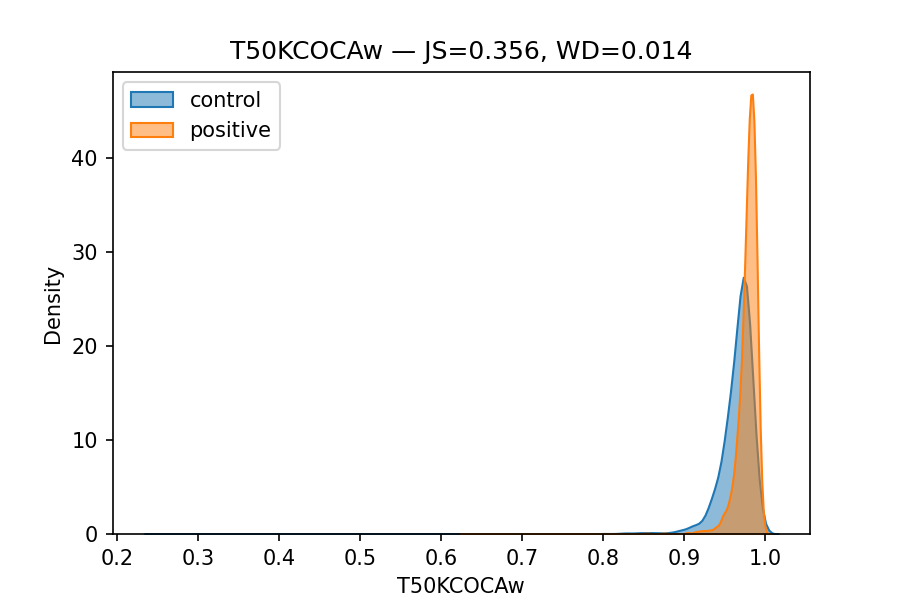 T50KCOCAw — JS=0.356, WD=0.014
control
positive
Density
40
30
20
10
0
0.2 0.3 0.4 0.5 0.6 0.7 0.8 0.9 1.0
T50KCOCAw